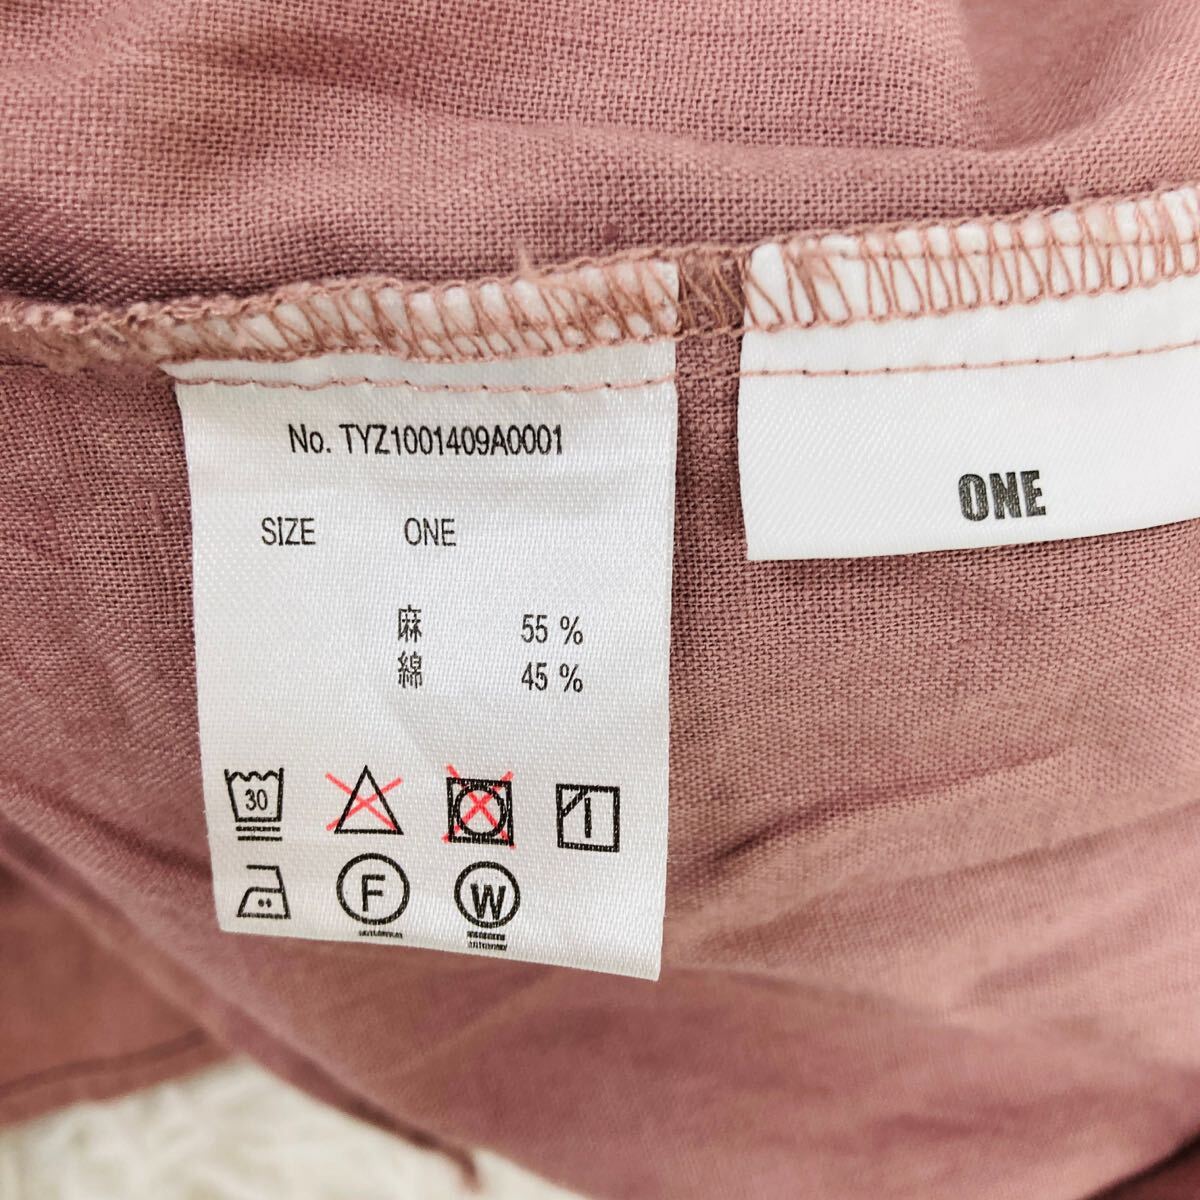 No. TYZ1001409A0001
SIZE ONE
麻 55 %
綿 45 %
30
F
W
ONE